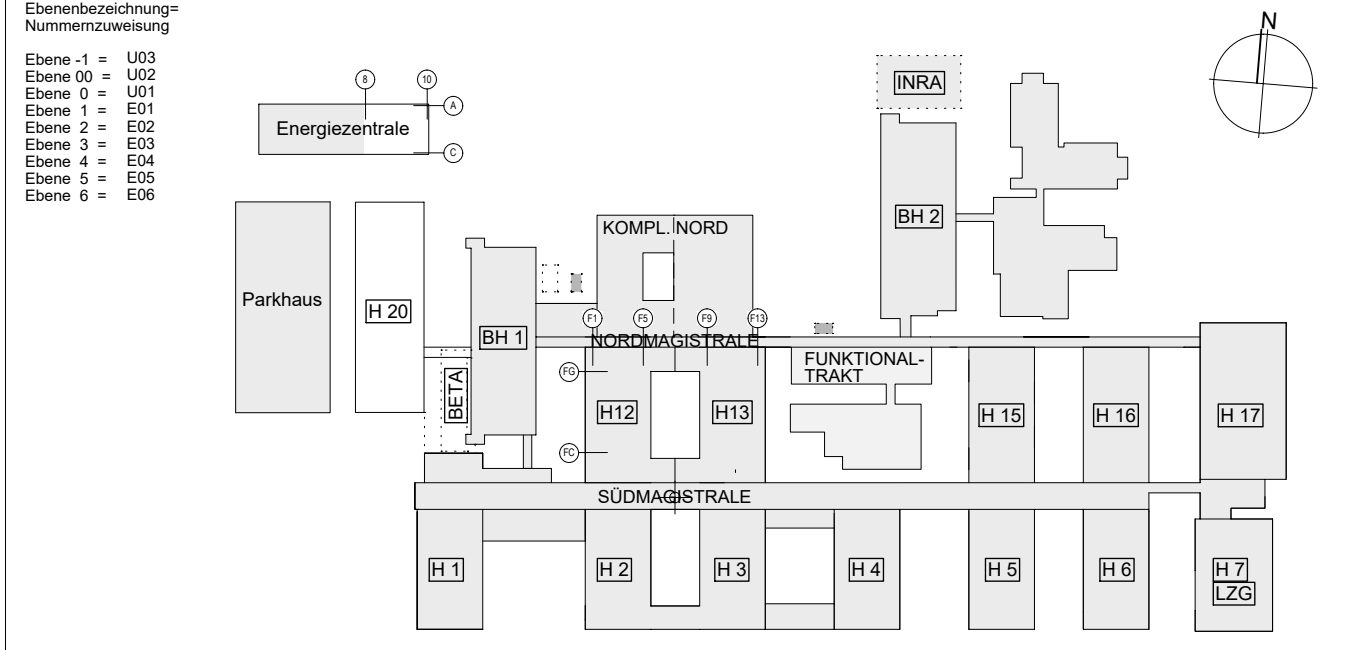 Ebenenbezeichnung=
Nummernzuweisung
Ebene -1 = U03
Ebene 00 = U02
Ebene 0 = U01
Ebene 1 = E01
Ebene 2 = E02
Ebene 3 = E03
Ebene 4 = E04
Ebene 5 = E05
Ebene 6 = E06
N
8
10
A
Energiezentrale
C
INRA
BH 2
KOMPL. NORD
Parkhaus
H 20
BH 1
F1
F5
F9
F13
NORDMAGISTRALE
FUNKTIONAL-
TRAKT
FG
BETA
H12
H13
H 15
H 16
H 17
FC
SÜDMAGISTRALE
H 1
H 2
H 3
H 4
H 5
H 6
H 7
LZG